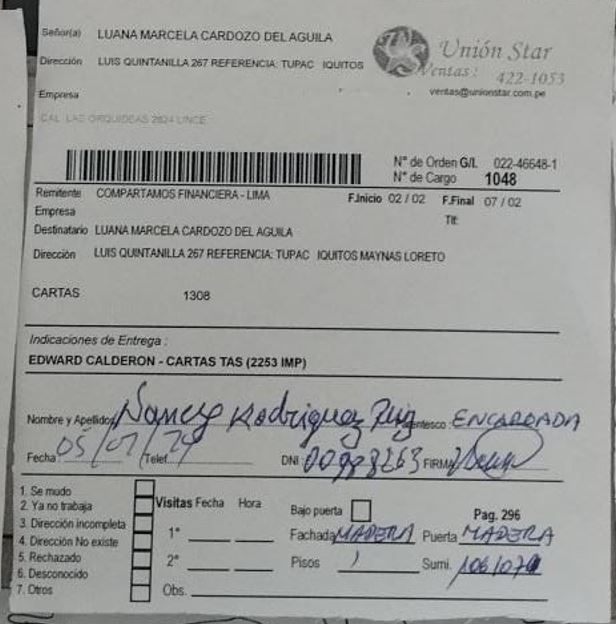 Señor(a) LUANA MARCELA CARDOZO DEL AGUILA
Dirección LUIS QUINTANILLA 267 REFERENCIA: TUPAC IQUITOS
Unión Star
Ventas: 422-1053
ventas@unionstar.com.pe
Empresa
CAL. LAS ORQUIDEAS 2624 LINCE
N° de Orden G/L 022-46648-1
N° de Cargo 1048
Remitente COMPARTAMOS FINANCIERA - LIMA F.Inicio 02 / 02 F.Final 07 / 02
Empresa Tlf:
Destinatario LUANA MARCELA CARDOZO DEL AGUILA
Dirección LUIS QUINTANILLA 267 REFERENCIA: TUPAC IQUITOS MAYNAS LORETO
CARTAS 1308
Indicaciones de Entrega :
EDWARD CALDERON - CARTAS TAS (2253 IMP)
Nombre y Apellidos Nancy Rodriguez Ruiz entesco: ENCARGADA
Fecha 05/02/24 Telef. DNI: FIRMA
1. Se mudo
2. Ya no trabaja
3. Dirección incompleta
4. Dirección No existe
5. Rechazado
6. Desconocido
7. Otros
Visitas Fecha Hora
1°
2°
Obs.
Bajo puerta Pag. 296
Fachada MADERA Puerta MADERA
Pisos 1 Sumi.